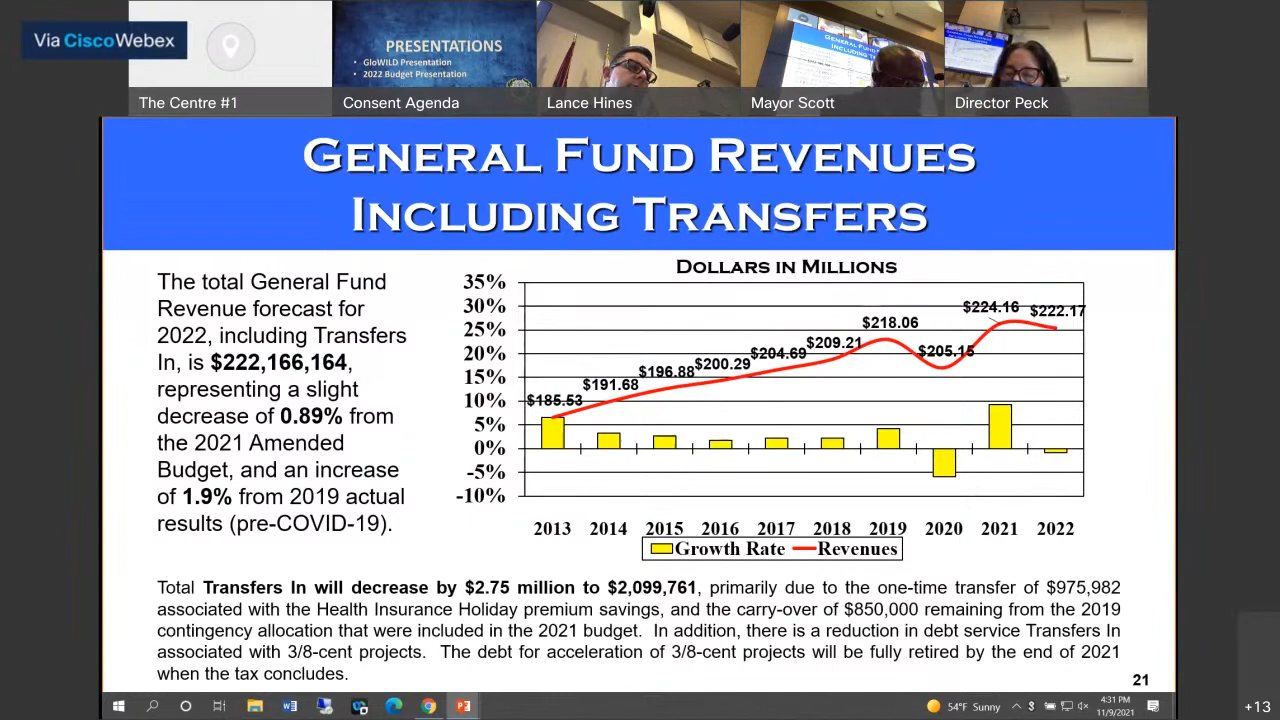 Via CiscoWebex
PRESENTATIONS
• GloWILD Presentation
• 2022 Budget Presentation
The Centre #1
Consent Agenda
Lance Hines
Mayor Scott
Director Peck
GENERAL FUND REVENUES
INCLUDING TRANSFERS
The total General Fund
Revenue forecast for
2022, including Transfers
In, is $222,166,164,
representing a slight
decrease of 0.89% from
the 2021 Amended
Budget, and an increase
of 1.9% from 2019 actual
results (pre-COVID-19).
DOLLARS IN MILLIONS
35%
30%
25%
20%
15%
10%
5%
0%
-5%
-10%
$185.53
$191.68
$196.88
$200.29
$204.69
$209.21
$218.06
$205.15
$224.16
$222.17
2013 2014 2015 2016 2017 2018 2019 2020 2021 2022
Growth Rate Revenues
Total Transfers In will decrease by $2.75 million to $2,099,761, primarily due to the one-time transfer of $975,982
associated with the Health Insurance Holiday premium savings, and the carry-over of $850,000 remaining from the 2019
contingency allocation that were included in the 2021 budget. In addition, there is a reduction in debt service Transfers In
associated with 3/8-cent projects. The debt for acceleration of 3/8-cent projects will be fully retired by the end of 2021
when the tax concludes.
21
54°F Sunny
4:31 PM
11/9/2021
+13